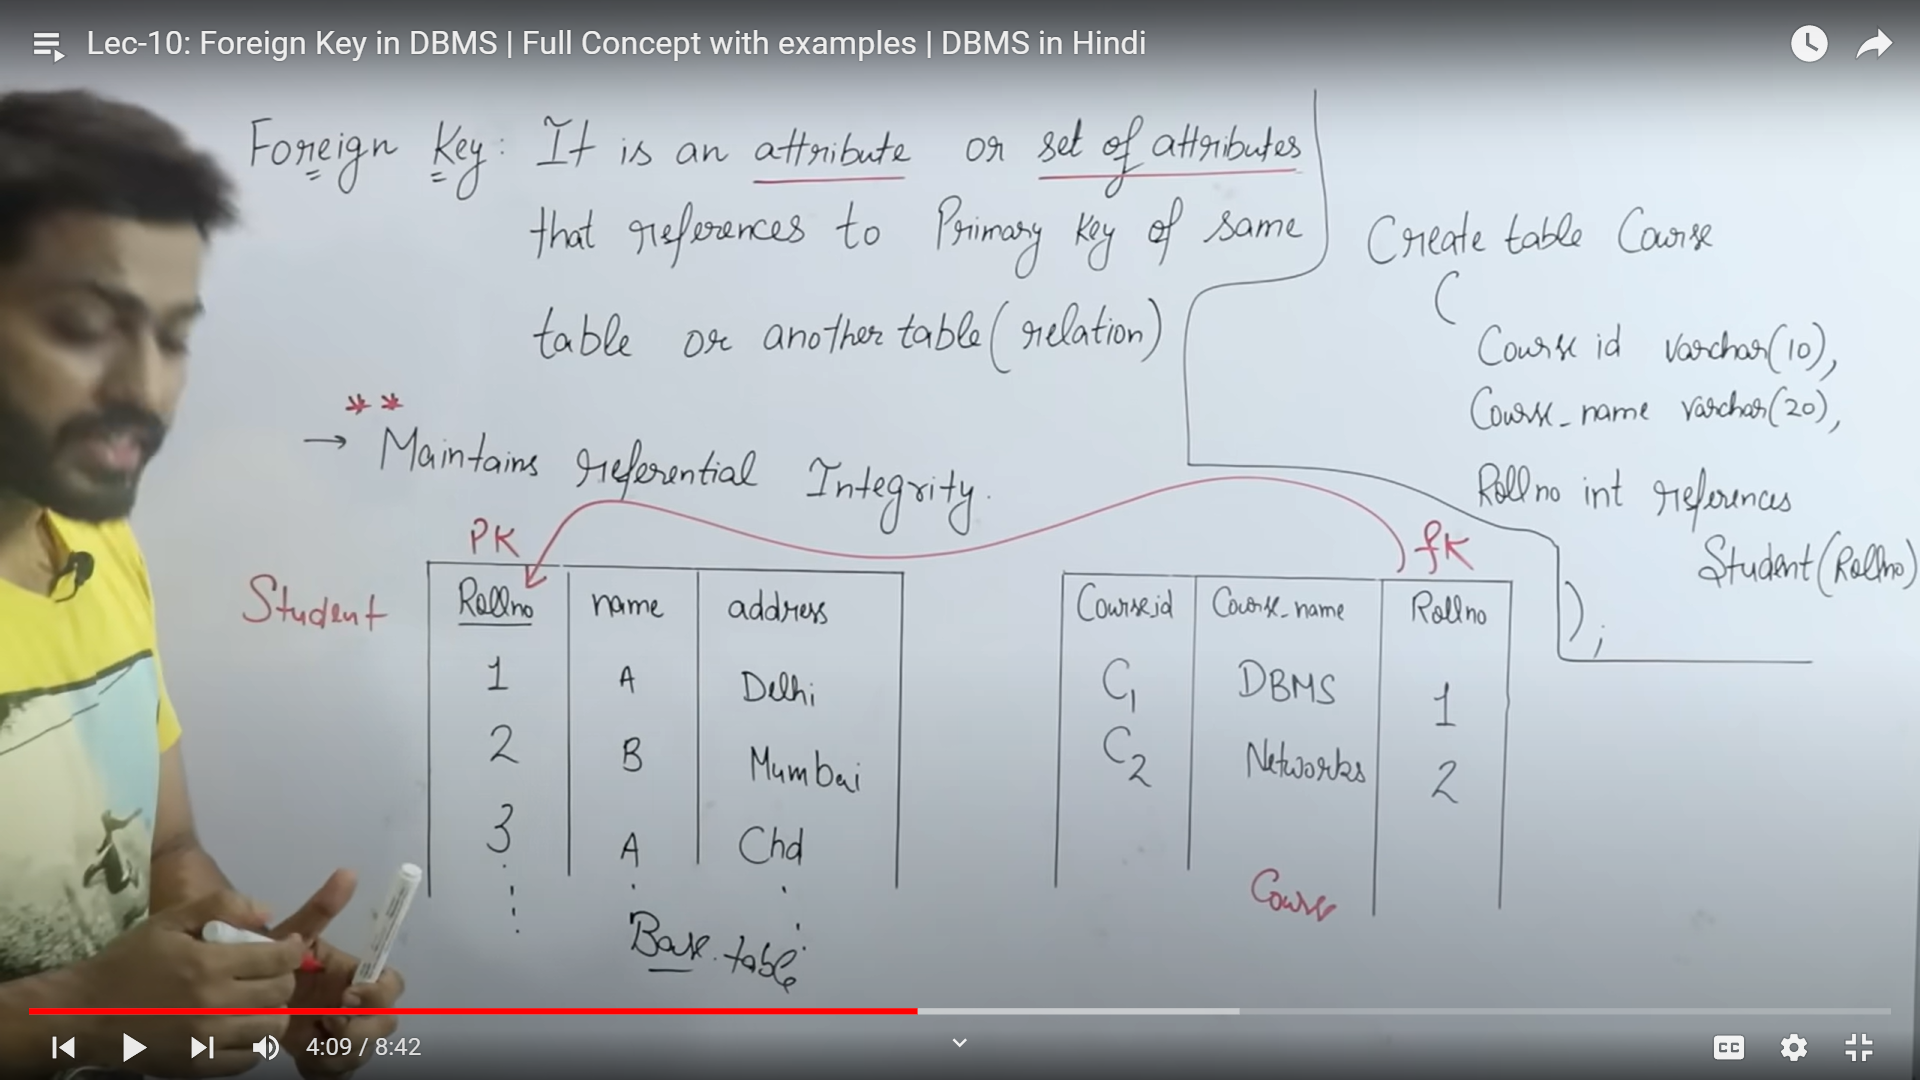 Lec-10: Foreign Key in DBMS | Full Concept with examples | DBMS in Hindi
Foreign Key: It is an attribute or set of attributes
that references to Primary Key of same
table or another table (relation)
** 
→ Maintains referential Integrity.
Create table Course
(
Course id varchar(10),
Course_name varchar(20),
Rollno int references
Student(Rollno)
);
PK
Student
Rollno name address
1 A Delhi
2 B Mumbai
3 A Chd
Base table
fK
Course_id Course_name Rollno
C1 DBMS 1
C2 Networks 2
Course
4:09 / 8:42
CC